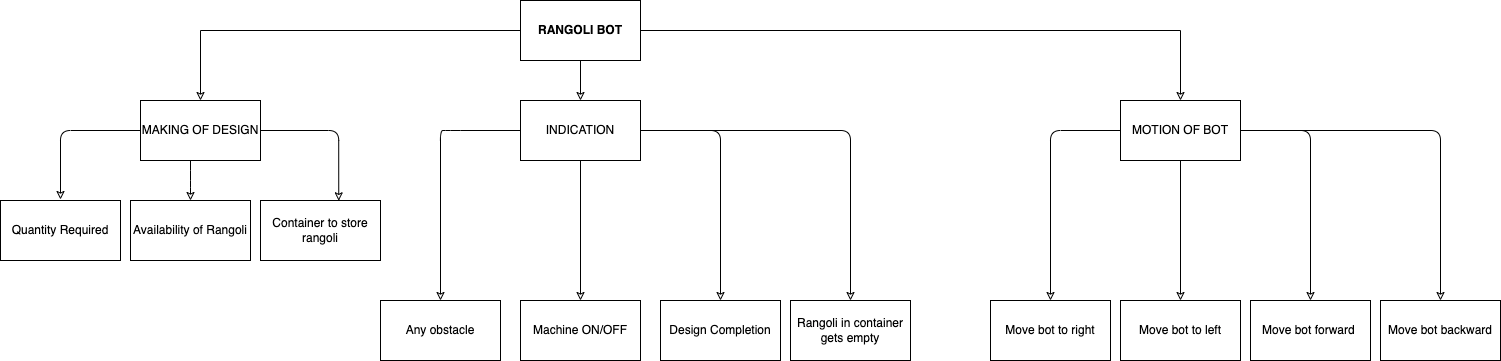 RANGOLI BOT
MAKING OF DESIGN
INDICATION
MOTION OF BOT
Quantity Required
Availability of Rangoli
Container to store
rangoli
Any obstacle
Machine ON/OFF
Design Completion
Rangoli in container
gets empty
Move bot to right
Move bot to left
Move bot forward
Move bot backward